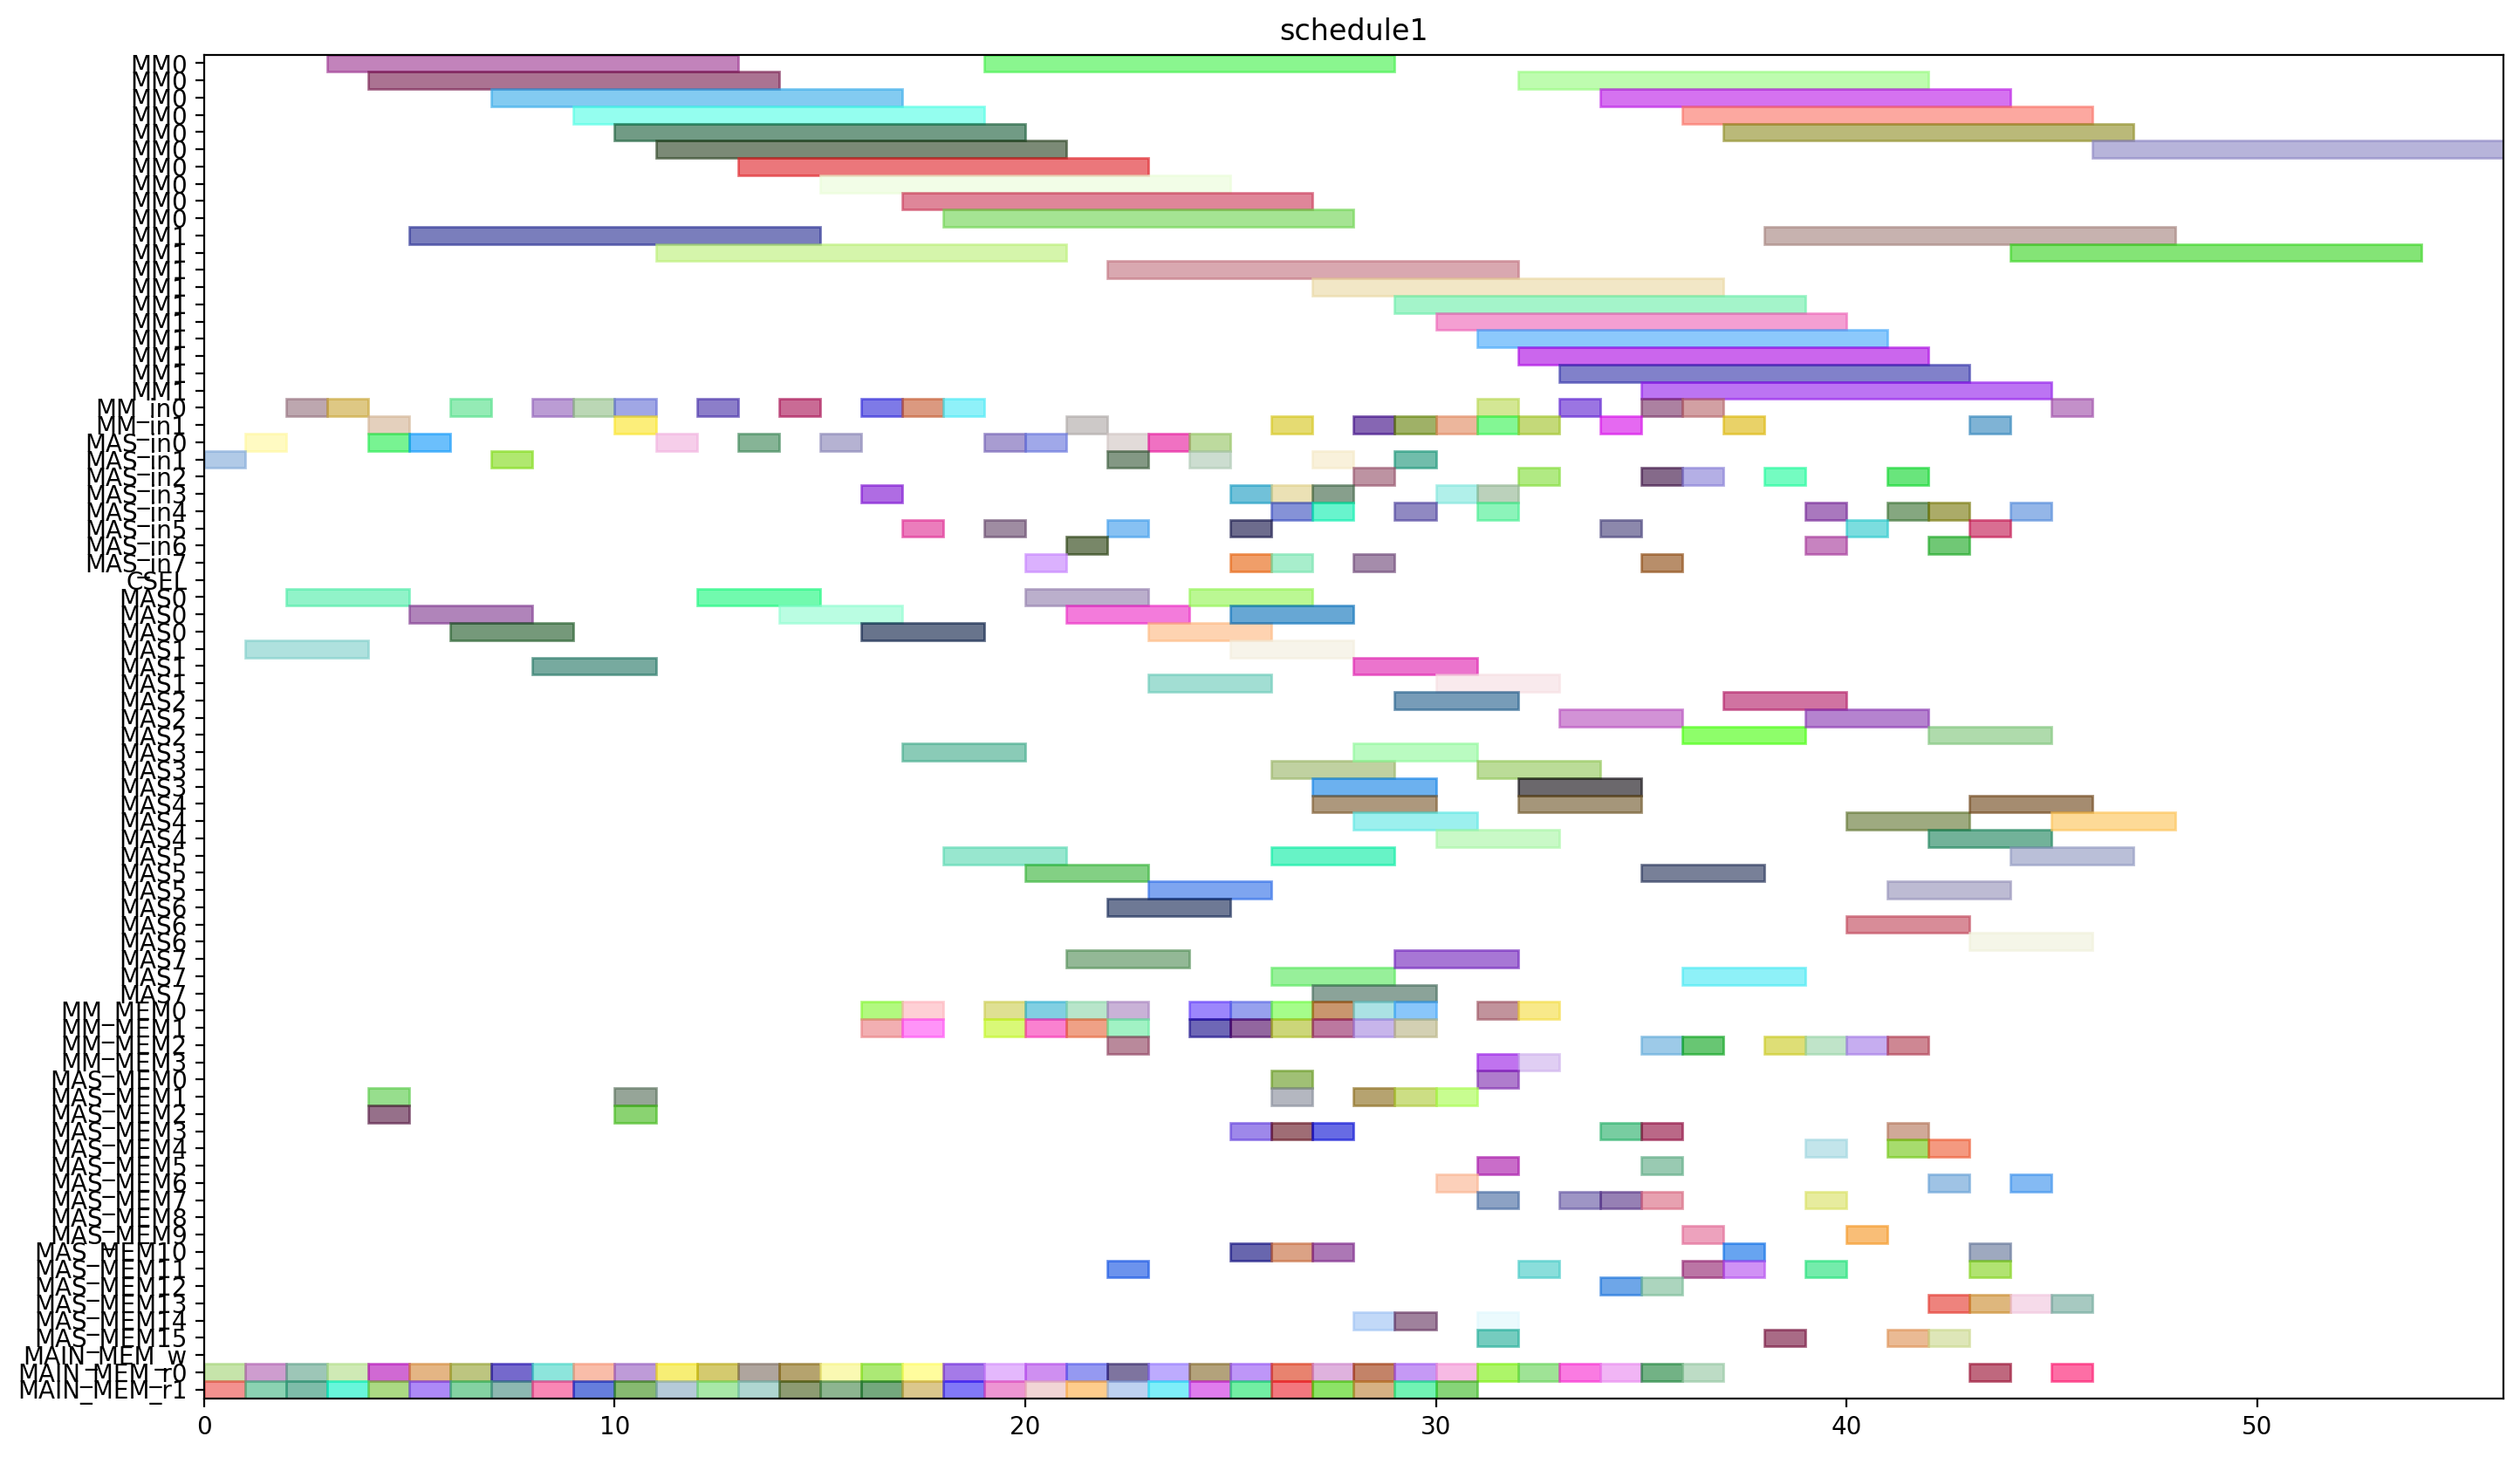 schedule1
MM0
MM0
MM0
MM0
MM0
MM0
MM0
MM0
MM0
MM0
MM1
MM1
MM1
MM1
MM1
MM1
MM1
MM1
MM1
MM1
MM_in0
MM_in1
MAS_in0
MAS_in1
MAS_in2
MAS_in3
MAS_in4
MAS_in5
MAS_in6
MAS_in7
CSEL
MAS0
MAS0
MAS0
MAS1
MAS1
MAS1
MAS2
MAS2
MAS2
MAS3
MAS3
MAS3
MAS4
MAS4
MAS4
MAS5
MAS5
MAS5
MAS6
MAS6
MAS6
MAS7
MAS7
MAS7
MM_MEM0
MM_MEM1
MM_MEM2
MM_MEM3
MAS_MEM0
MAS_MEM1
MAS_MEM2
MAS_MEM3
MAS_MEM4
MAS_MEM5
MAS_MEM6
MAS_MEM7
MAS_MEM8
MAS_MEM9
MAS_MEM10
MAS_MEM11
MAS_MEM12
MAS_MEM13
MAS_MEM14
MAS_MEM15
MAIN_MEM_w
MAIN_MEM_r0
MAIN_MEM_r1
0 10 20 30 40 50